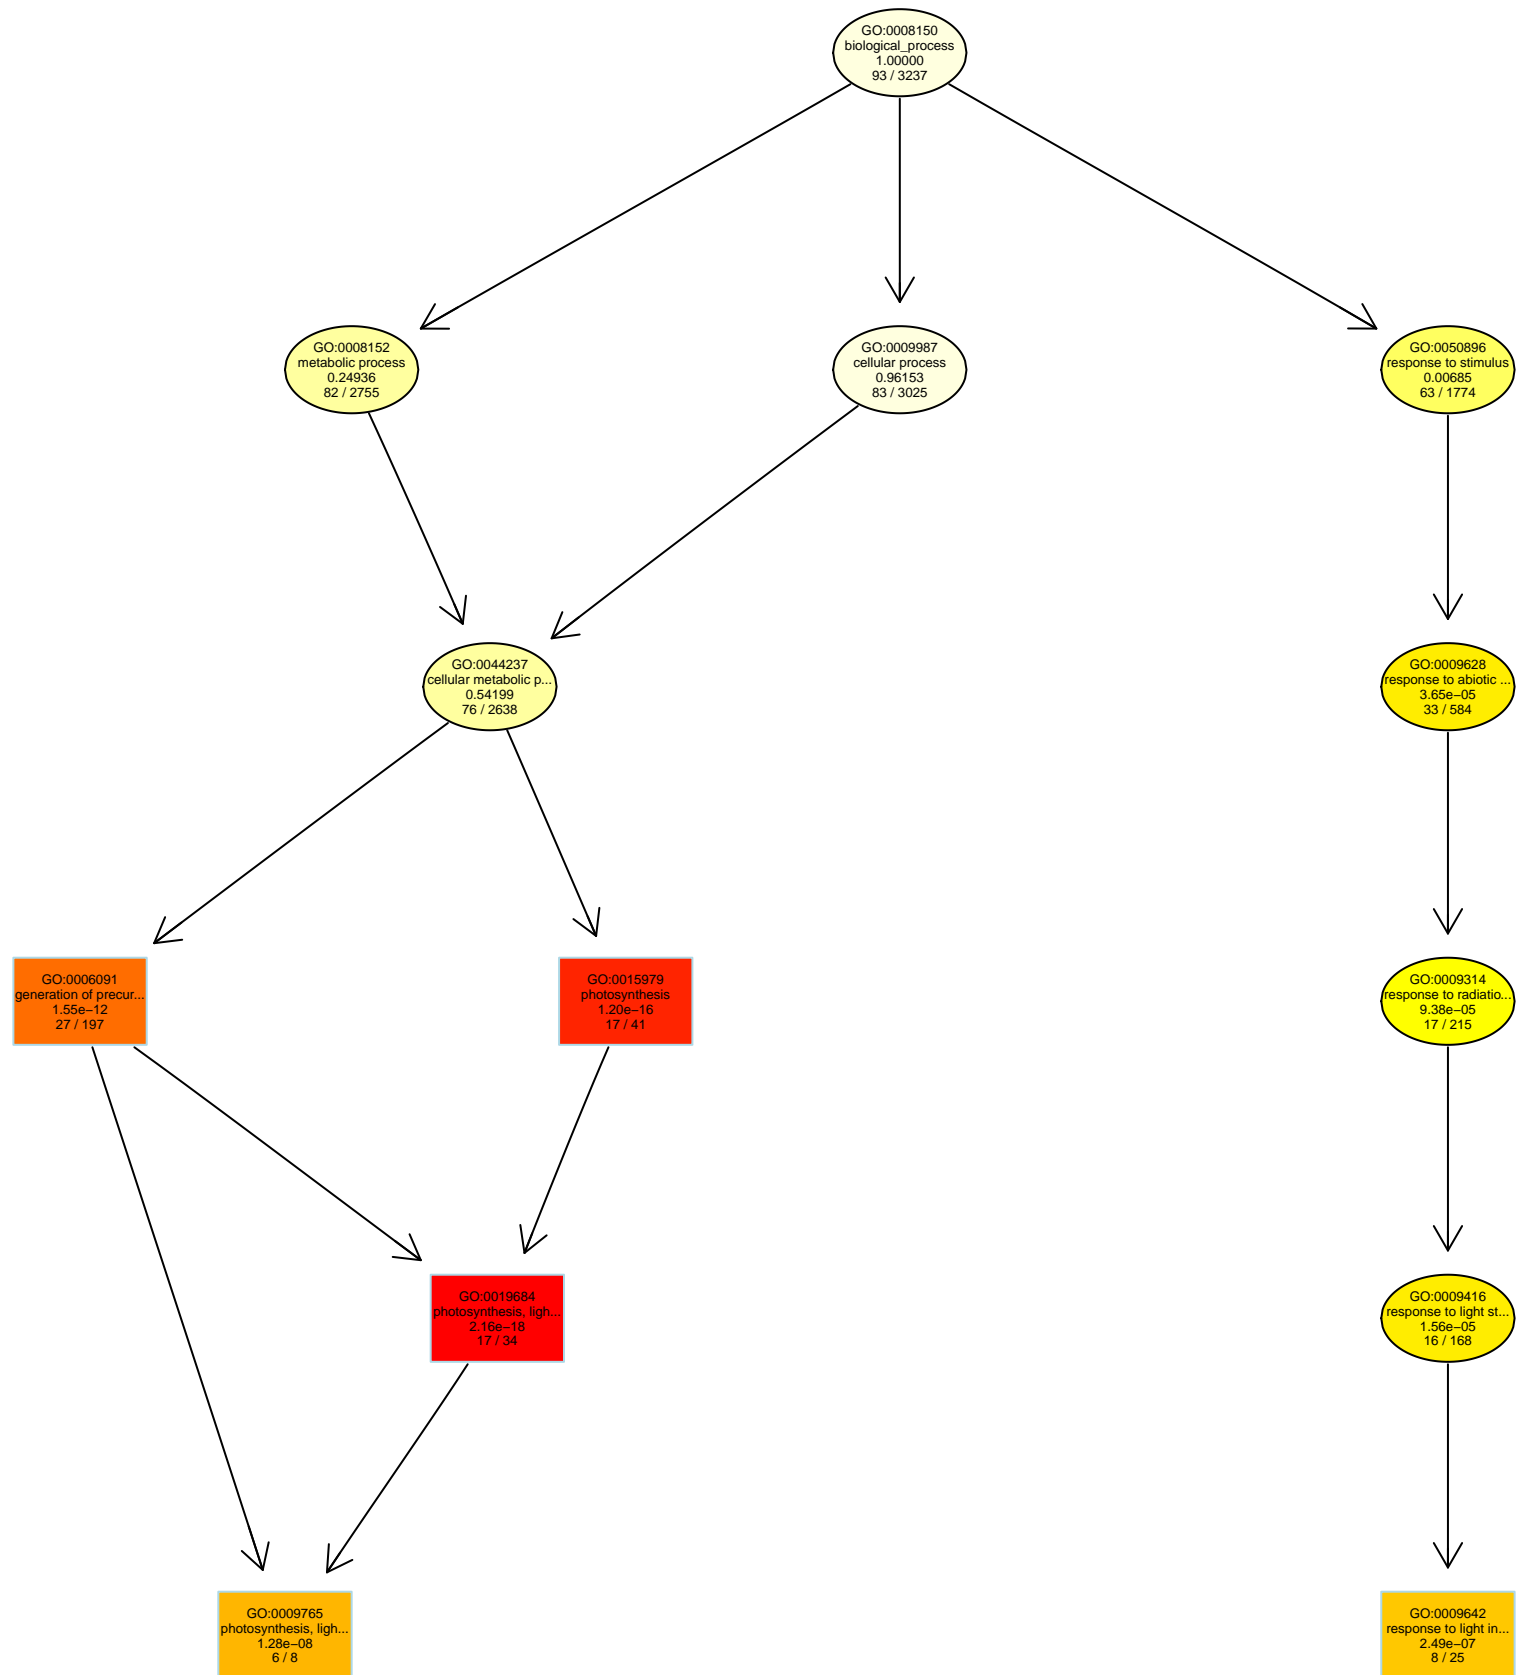 GO:0008150
biological_process
1.00000
93 / 3237
GO:0008152
metabolic process
0.24936
82 / 2755
GO:0009987
cellular process
0.96153
83 / 3025
GO:0050896
response to stimulus
0.00685
63 / 1774
GO:0044237
cellular metabolic p...
0.54199
76 / 2638
GO:0009628
response to abiotic ...
3.65e−05
33 / 584
GO:0006091
generation of precur...
1.55e−12
27 / 197
GO:0015979
photosynthesis
1.20e−16
17 / 41
GO:0009314
response to radiatio...
9.38e−05
17 / 215
GO:0019684
photosynthesis, ligh...
2.16e−18
17 / 34
GO:0009416
response to light st...
1.56e−05
16 / 168
GO:0009765
photosynthesis, ligh...
1.28e−08
6 / 8
GO:0009642
response to light in...
2.49e−07
8 / 25